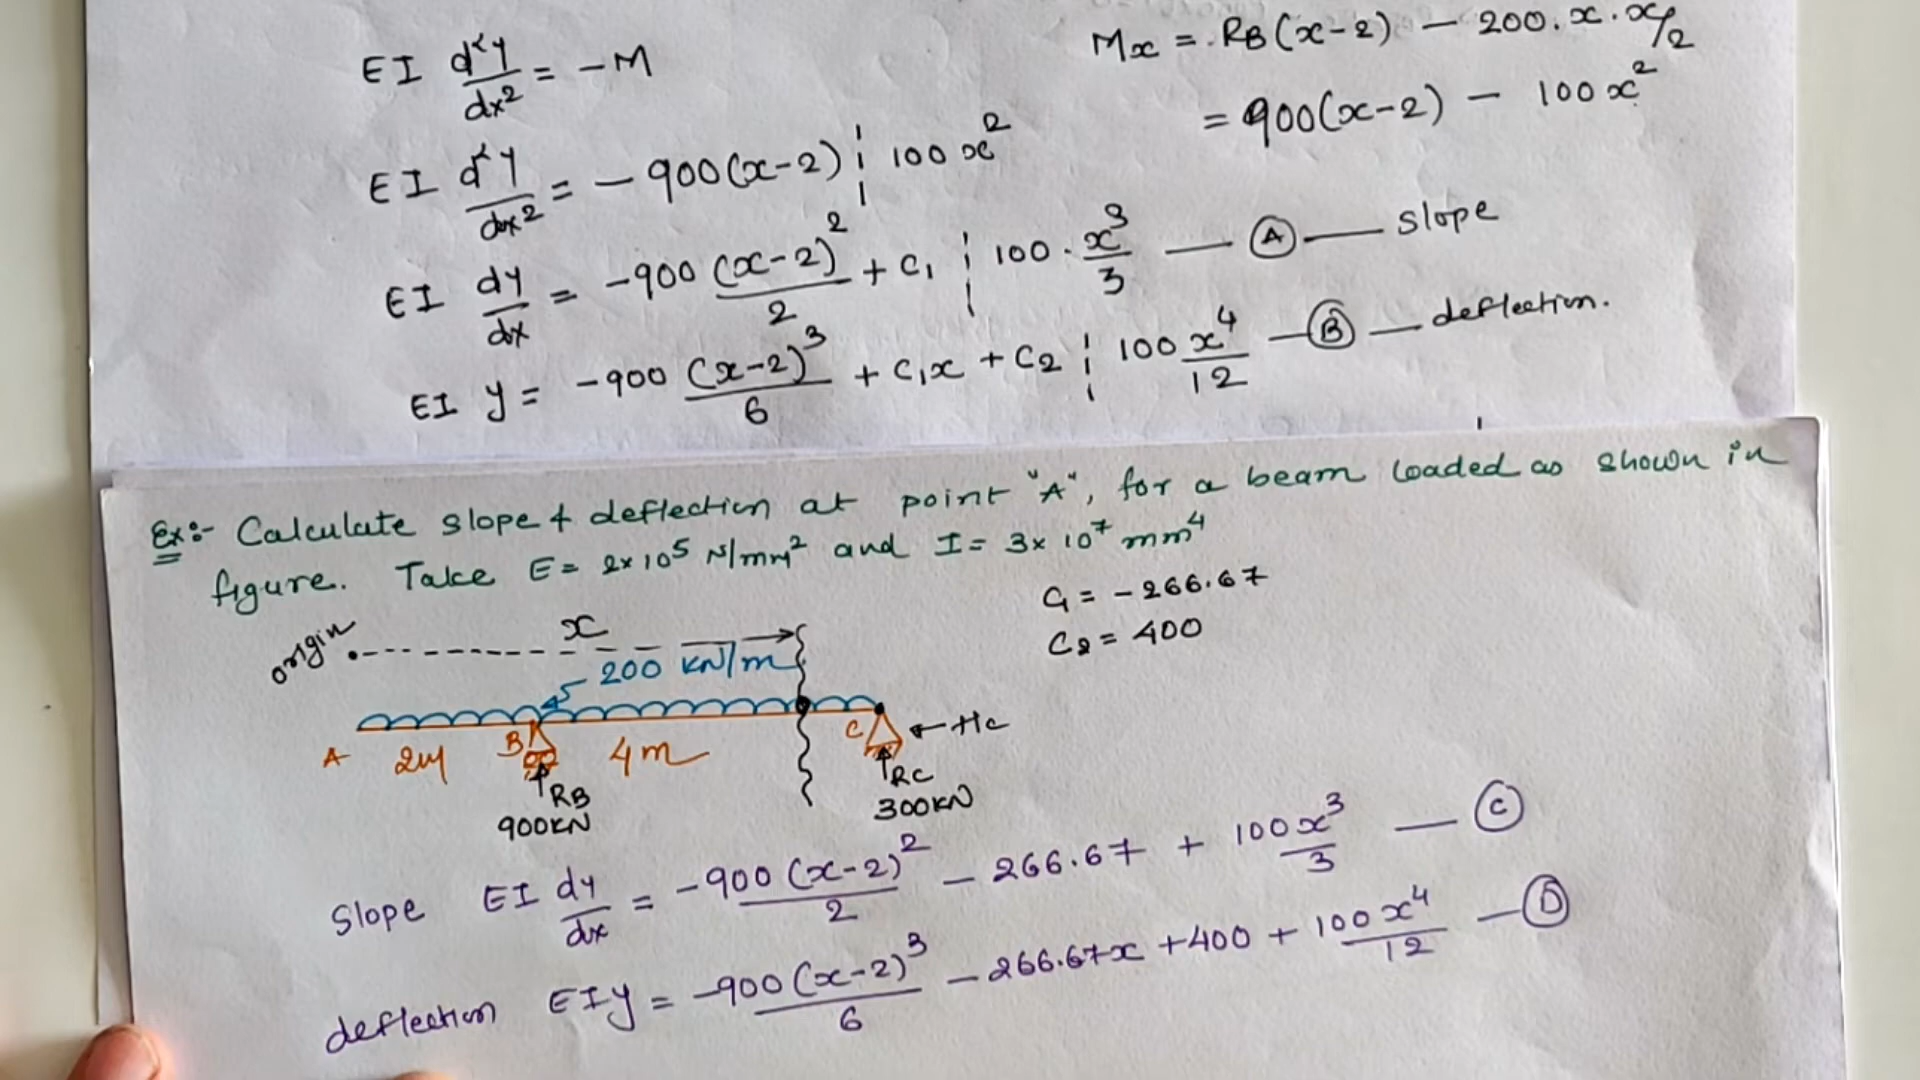 EI d²y/dx² = -M
Mx = RB(x-2) - 200.x.x/2
= 900(x-2) - 100x²
EI d²y/dx² = -900(x-2) ¦ 100x²
EI dy/dx = -900 (x-2)²/2 + C₁ ¦ 100. x³/3 — Ⓐ — slope
EI y = -900 (x-2)³/6 + C₁x + C₂ ¦ 100 x⁴/12 — Ⓑ — deflection.
Ex:- Calculate slope & deflection at point "A", for a beam loaded as shown in
figure. Take E = 2x10⁵ N/mm² and I = 3x10⁷ mm⁴
C₁ = -266.67
C₂ = 400
origin
x
200 kN/m
A 2m B 4m C Hc
RB
900KN
RC
300KN
Slope EI dy/dx = -900 (x-2)²/2 - 266.67 + 100x³/3 — Ⓒ
deflection EIy = -900 (x-2)³/6 - 266.67x + 400 + 100x⁴/12 — Ⓓ